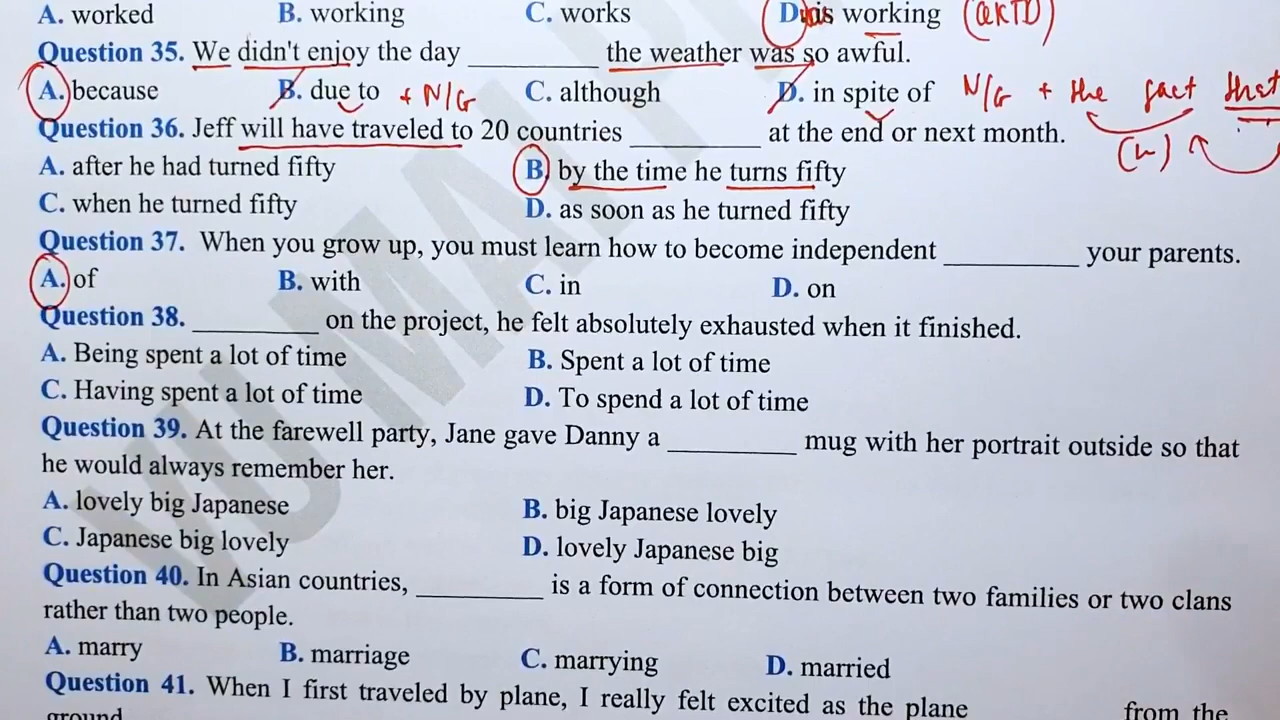 A. worked B. working C. works D. was working (QKTD)
Question 35. We didn't enjoy the day __________ the weather was so awful.
A. because B. due to + N/G C. although D. in spite of N/G + the fact that
Question 36. Jeff will have traveled to 20 countries __________ at the end or next month.
(n)
A. after he had turned fifty B. by the time he turns fifty
C. when he turned fifty D. as soon as he turned fifty
Question 37. When you grow up, you must learn how to become independent __________ your parents.
A. of B. with C. in D. on
Question 38. __________ on the project, he felt absolutely exhausted when it finished.
A. Being spent a lot of time B. Spent a lot of time
C. Having spent a lot of time D. To spend a lot of time
Question 39. At the farewell party, Jane gave Danny a __________ mug with her portrait outside so that
he would always remember her.
A. lovely big Japanese B. big Japanese lovely
C. Japanese big lovely D. lovely Japanese big
Question 40. In Asian countries, __________ is a form of connection between two families or two clans
rather than two people.
A. marry B. marriage C. marrying D. married
Question 41. When I first traveled by plane, I really felt excited as the plane __________ from the
ground